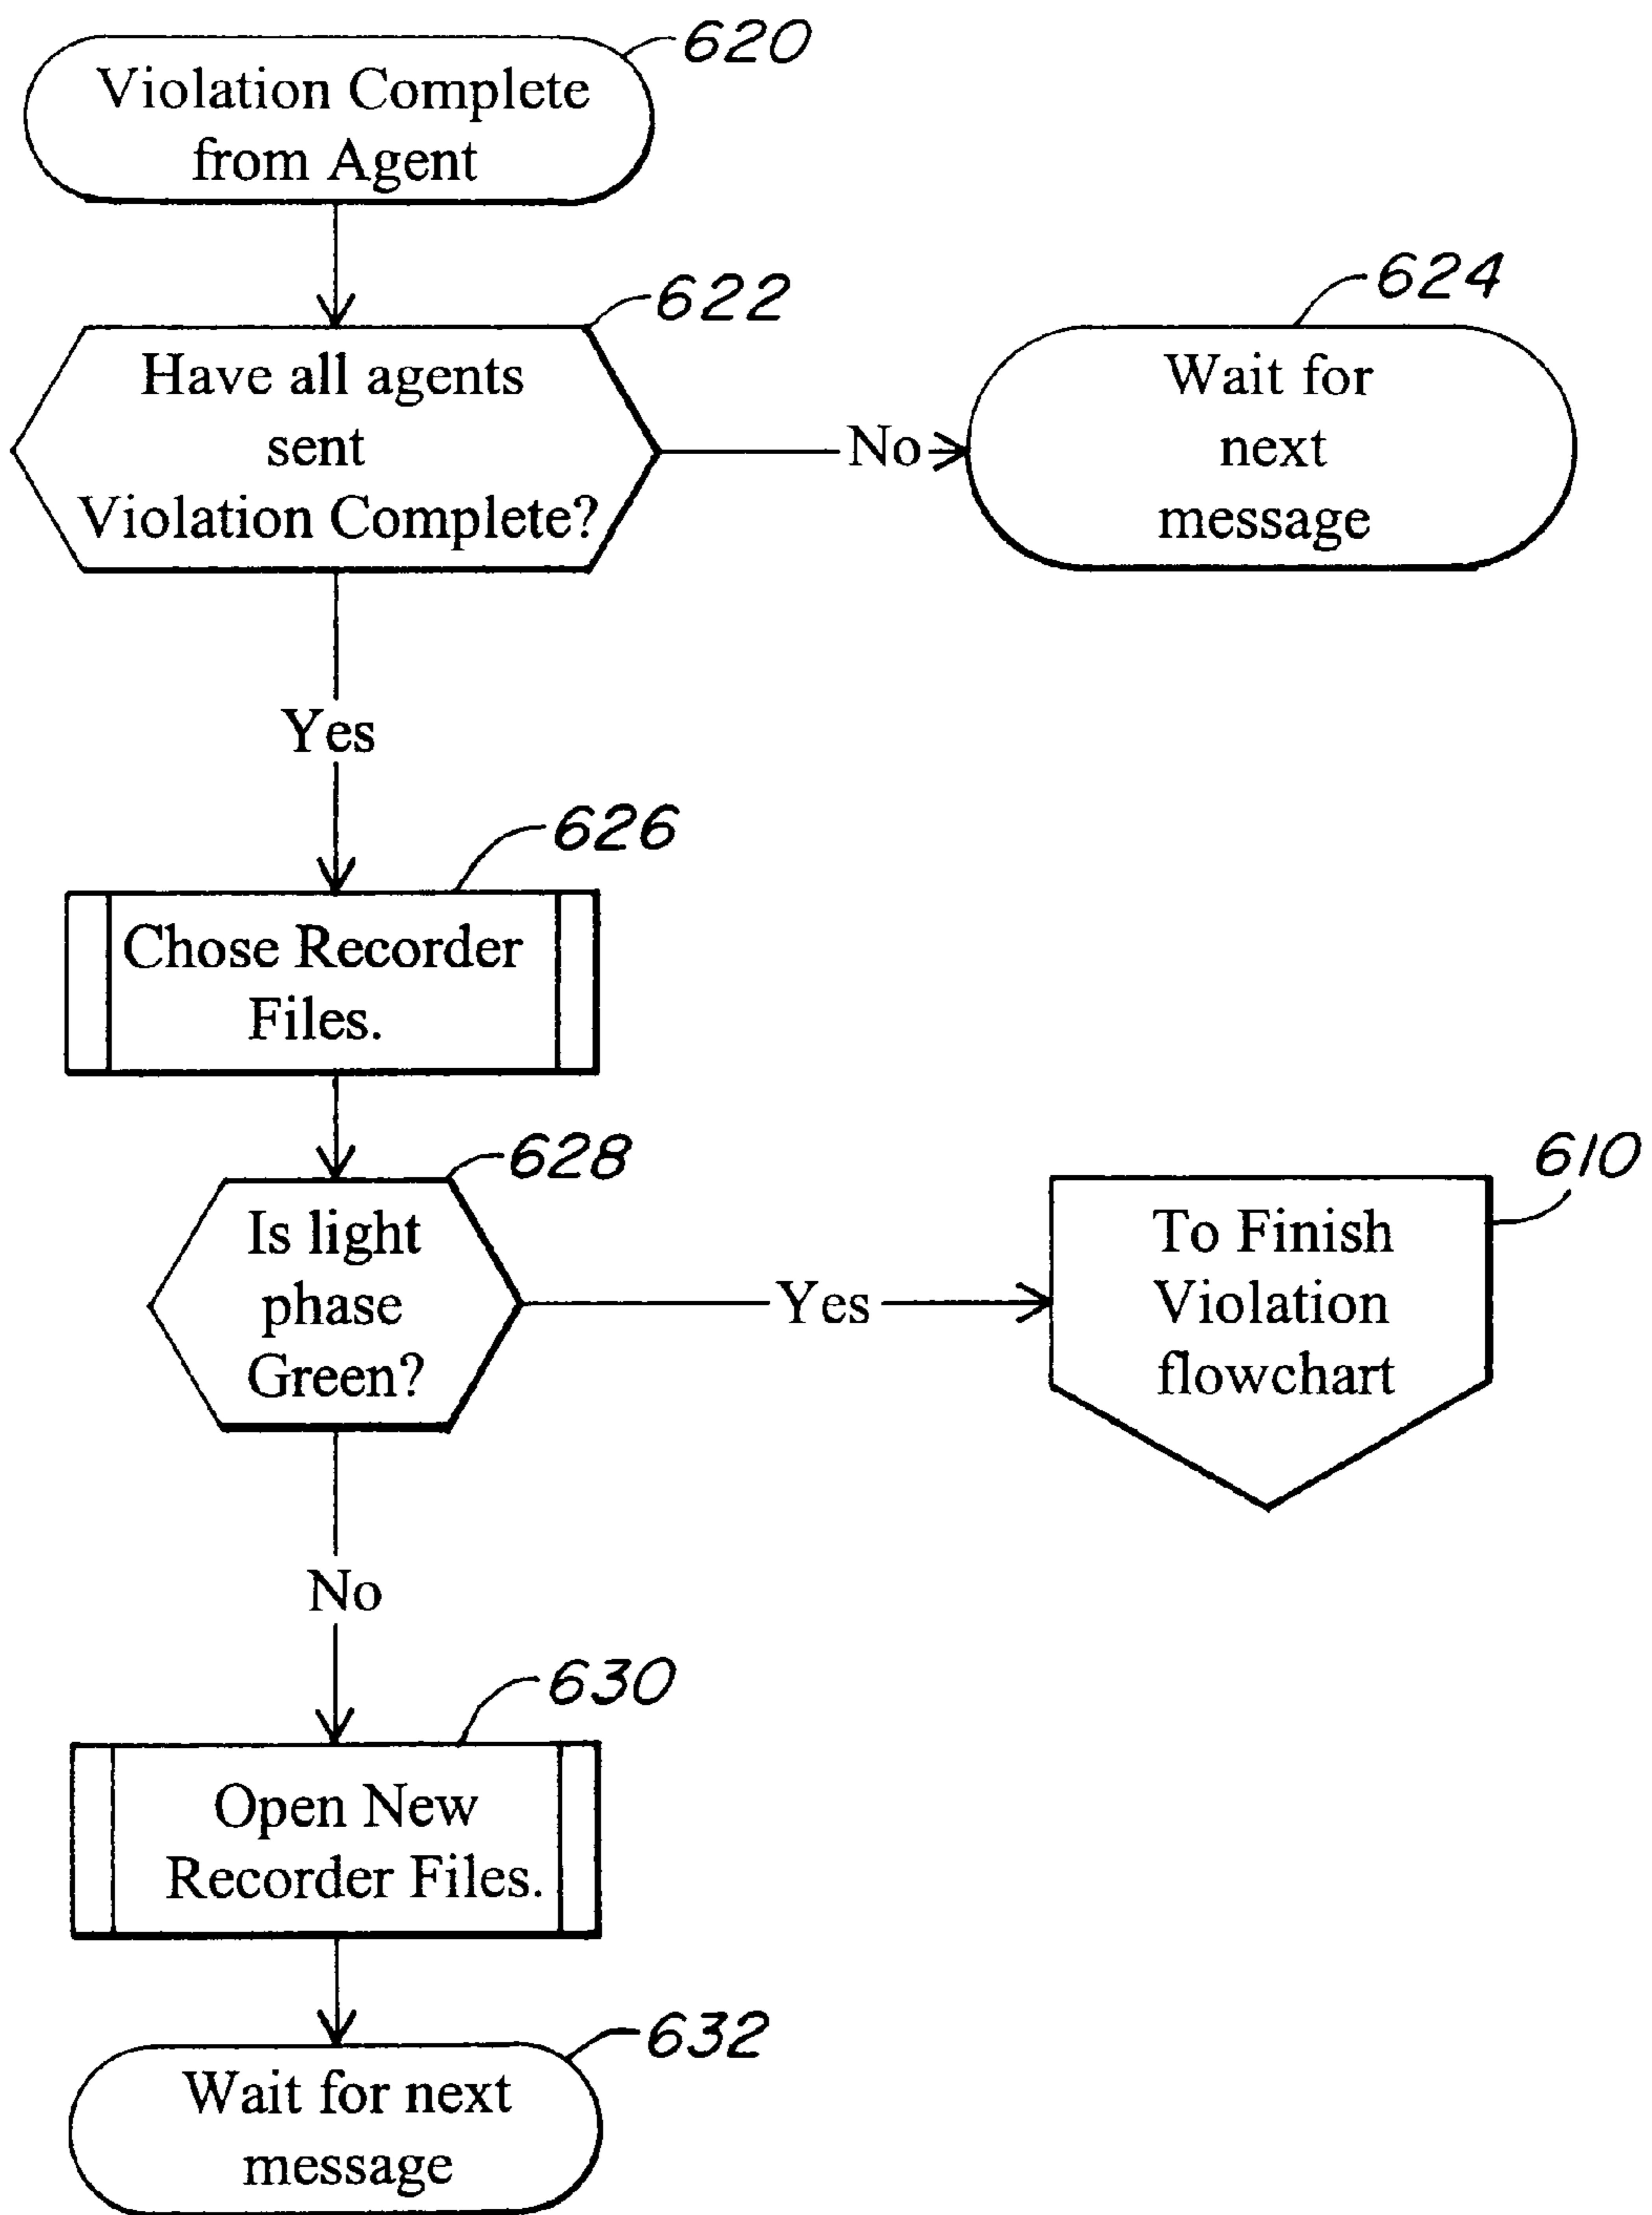 620
Violation Complete
from Agent
622
Have all agents
sent
Violation Complete?
No
624
Wait for
next
message
Yes
626
Chose Recorder
Files.
628
Is light
phase
Green?
Yes
610
To Finish
Violation
flowchart
No
630
Open New
Recorder Files.
632
Wait for next
message